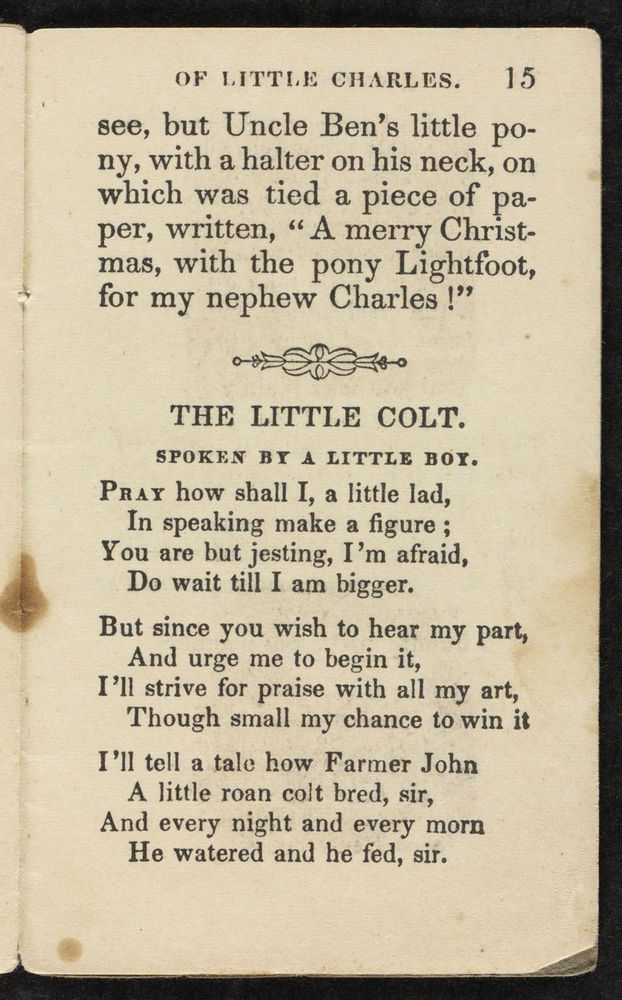 OF LITTLE CHARLES. 15
see, but Uncle Ben's little po-
ny, with a halter on his neck, on
which was tied a piece of pa-
per, written, “ A merry Christ-
mas, with the pony Lightfoot,
for my nephew Charles !”
THE LITTLE COLT.
SPOKEN BY A LITTLE BOY.
PRAY how shall I, a little lad,
In speaking make a figure ;
You are but jesting, I'm afraid,
Do wait till I am bigger.
But since you wish to hear my part,
And urge me to begin it,
I'll strive for praise with all my art,
Though small my chance to win it
I'll tell a tale how Farmer John
A little roan colt bred, sir,
And every night and every morn
He watered and he fed, sir.